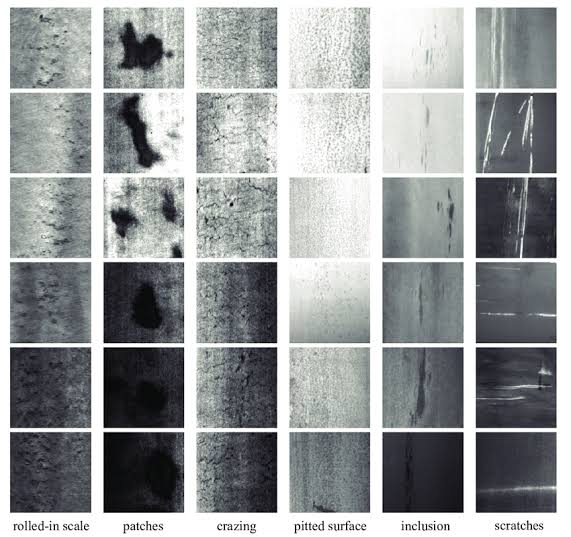 rolled-in scale patches crazing pitted surface inclusion scratches